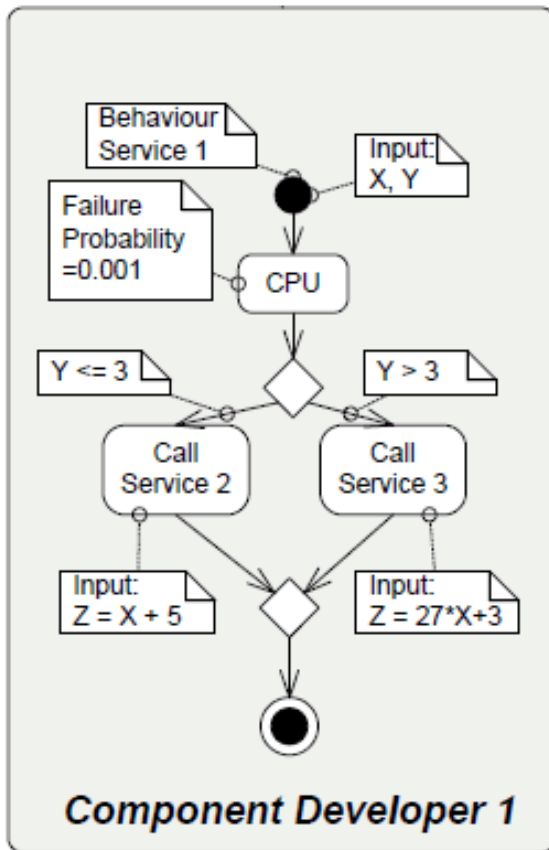 Behaviour
Service 1
Input:
X, Y
Failure
Probability
=0.001
CPU
Y <= 3
Y > 3
Call
Service 2
Call
Service 3
Input:
Z = X + 5
Input:
Z = 27*X+3
Component Developer 1